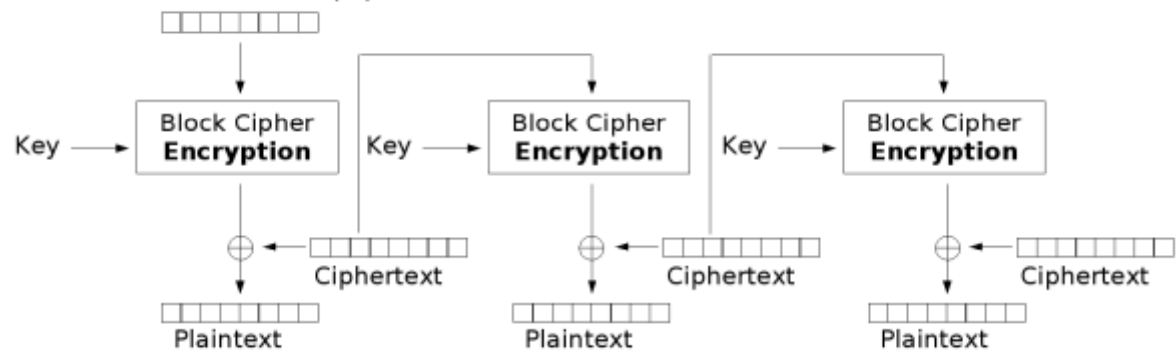 Key
Block Cipher
Encryption
Key
Block Cipher
Encryption
Key
Block Cipher
Encryption
Ciphertext
Ciphertext
Ciphertext
Plaintext
Plaintext
Plaintext